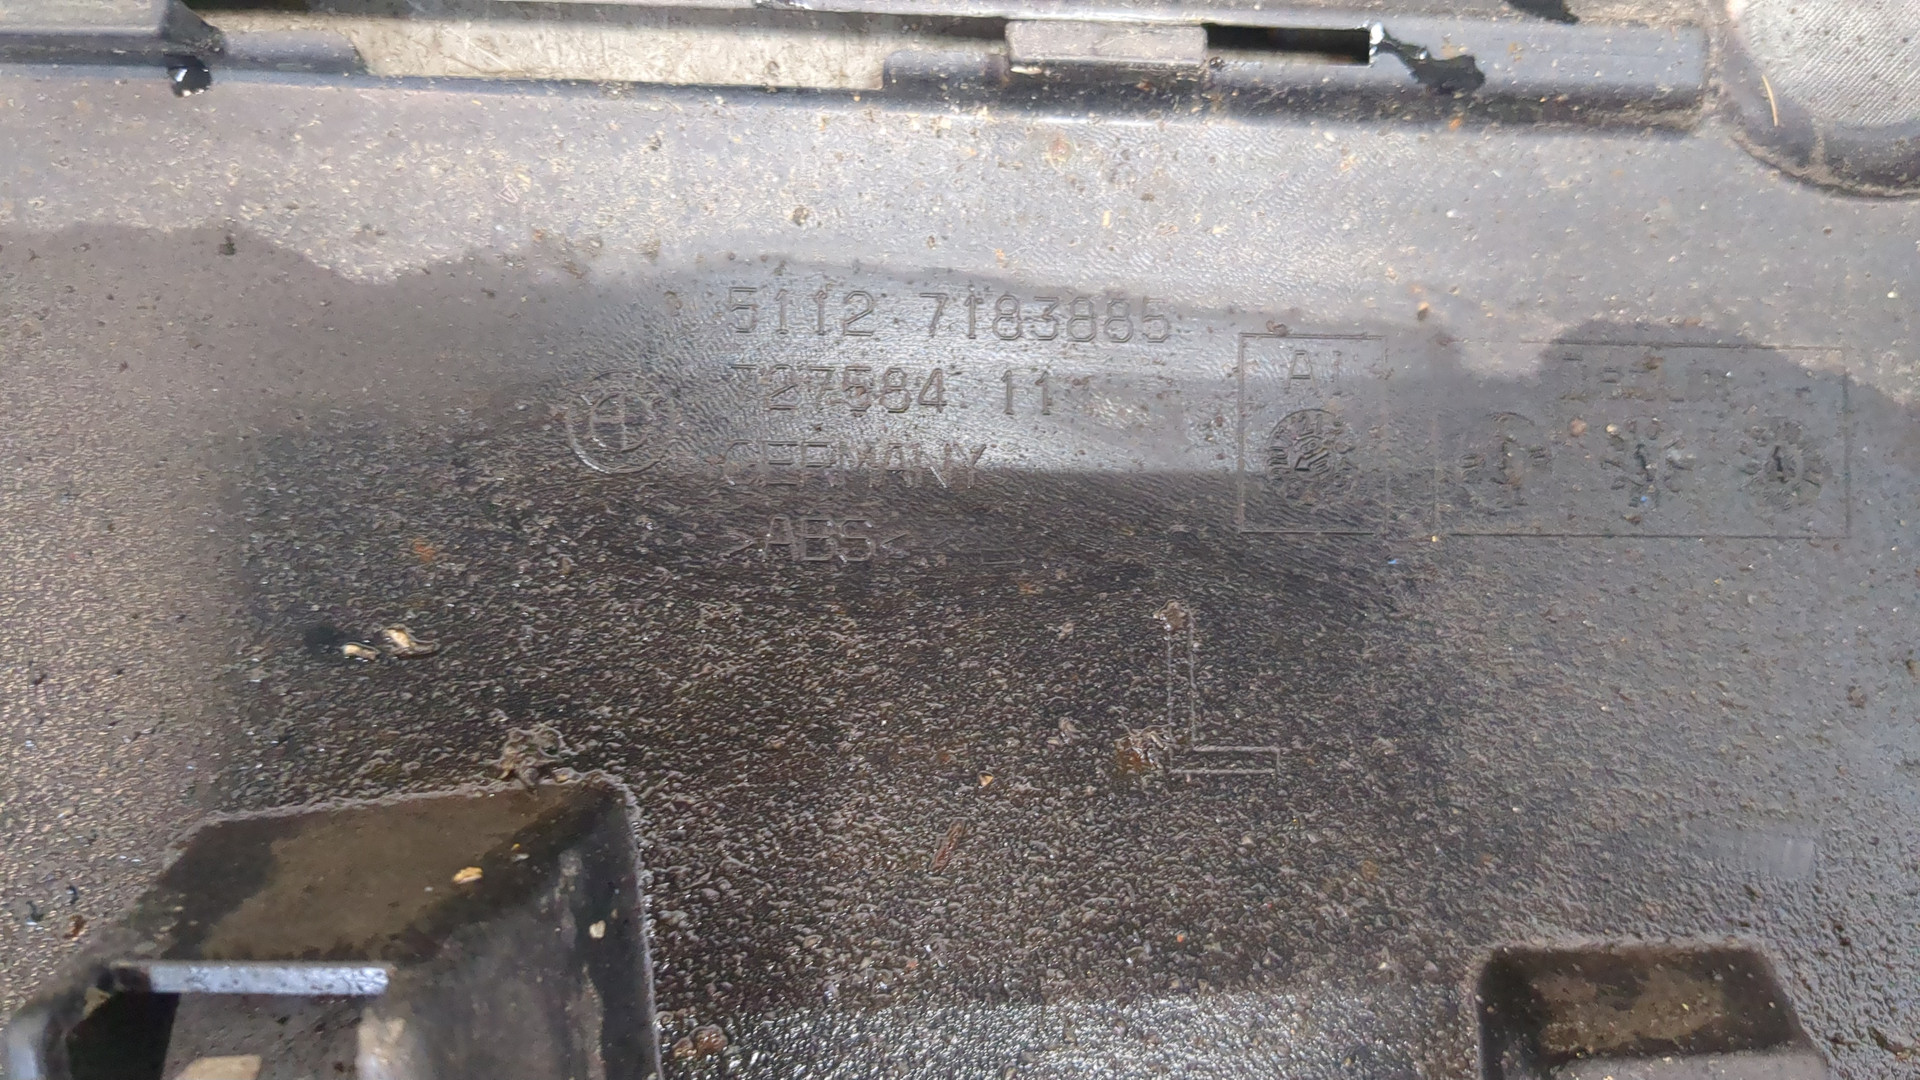 5112 7183885
727584 11
GERMANY
>ABS<
L